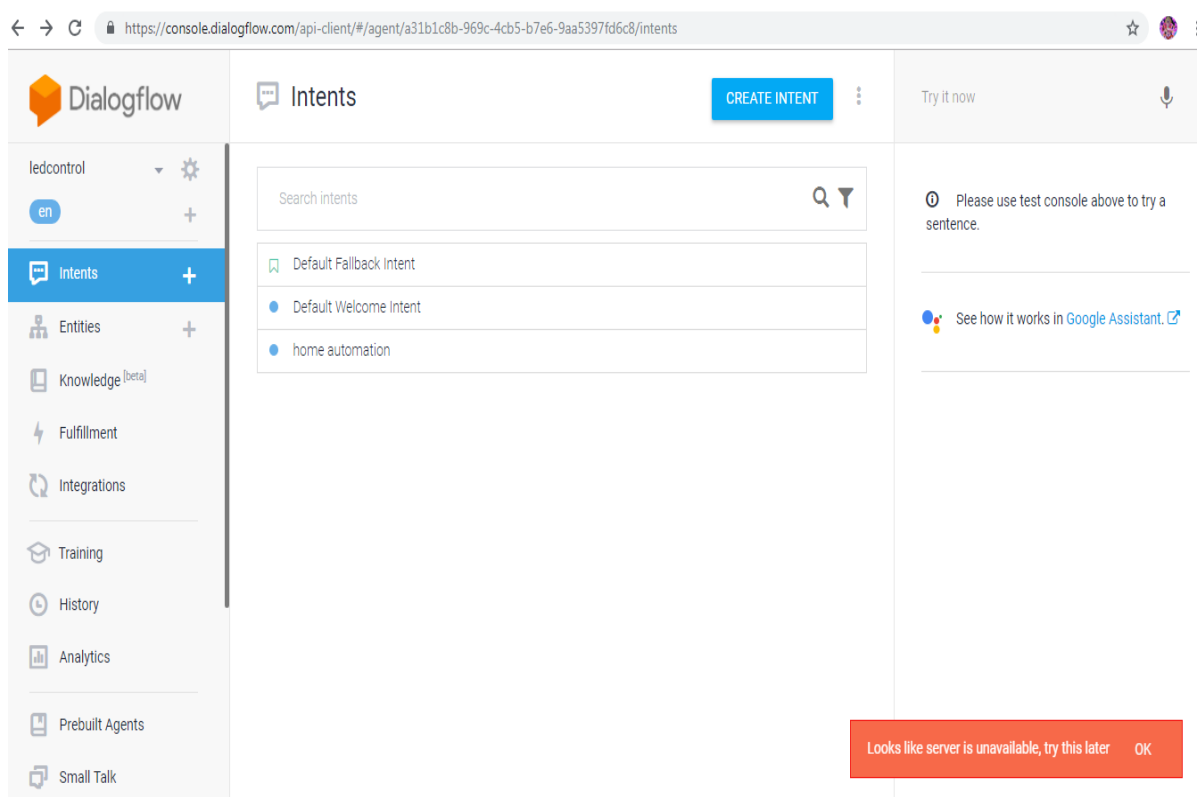 https://console.dialogflow.com/api-client/#/agent/a31b1c8b-969c-4cb5-b7e6-9aa5397fd6c8/intents
Dialogflow
ledcontrol
en
Intents
Entities
Knowledge [beta]
Fulfillment
Integrations
Training
History
Analytics
Prebuilt Agents
Small Talk
Intents
CREATE INTENT
Search intents
Default Fallback Intent
Default Welcome Intent
home automation
Try it now
Please use test console above to try a
sentence.
See how it works in Google Assistant.
Looks like server is unavailable, try this later OK